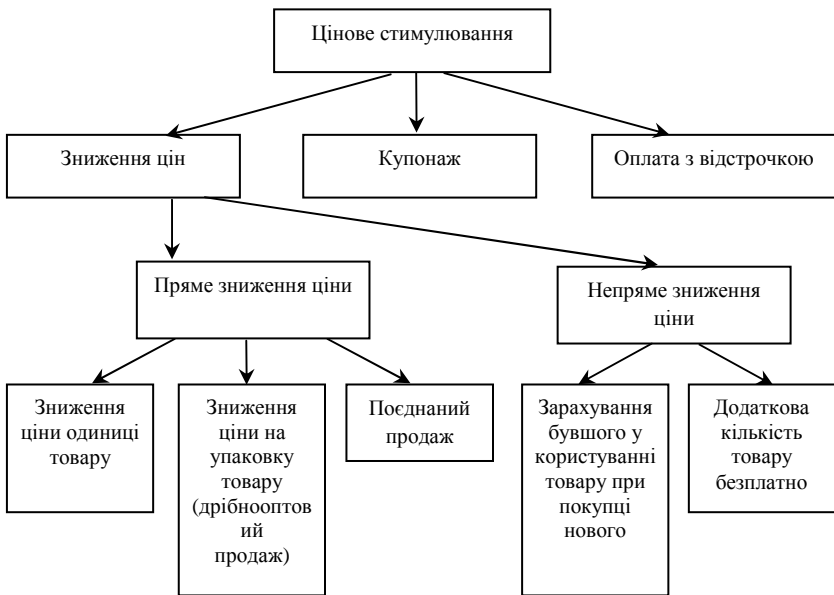 Цінове стимулювання
Зниження цін
Купонаж
Оплата з відстрочкою
Пряме зниження ціни
Непряме зниження
ціни
Зниження
ціни одиниці
товару
Зниження
ціни на
упаковку
товару
(дрібнооптов
ий
продаж)
Поєднаний
продаж
Зарахування
бувшого у
користуванні
товару при
покупці
нового
Додаткова
кількість
товару
безплатно